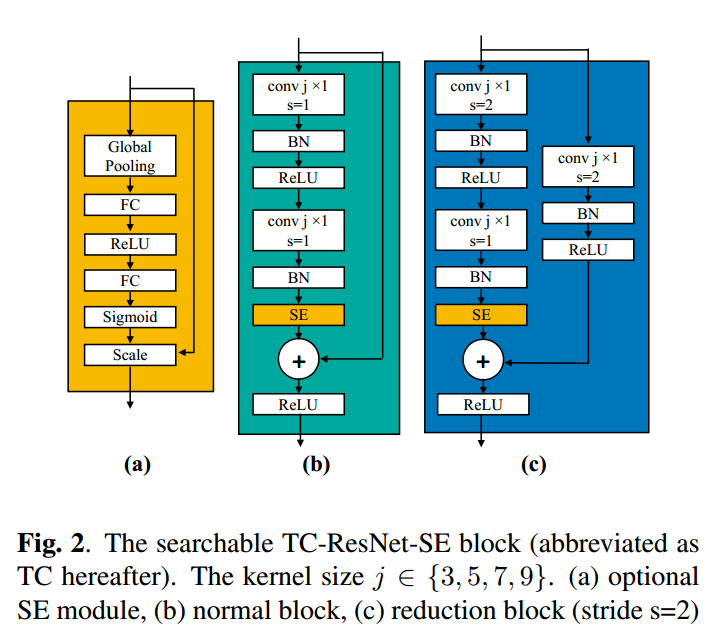 Global
Pooling
FC
ReLU
FC
Sigmoid
Scale
(a)
conv j ×1
s=1
BN
ReLU
conv j ×1
s=1
BN
SE
+
ReLU
(b)
conv j ×1
s=2
BN
ReLU
conv j ×1
s=1
BN
SE
+
ReLU
conv j ×1
s=2
BN
ReLU
(c)
Fig. 2. The searchable TC-ResNet-SE block (abbreviated as
TC hereafter). The kernel size j ∈ {3, 5, 7, 9}. (a) optional
SE module, (b) normal block, (c) reduction block (stride s=2)